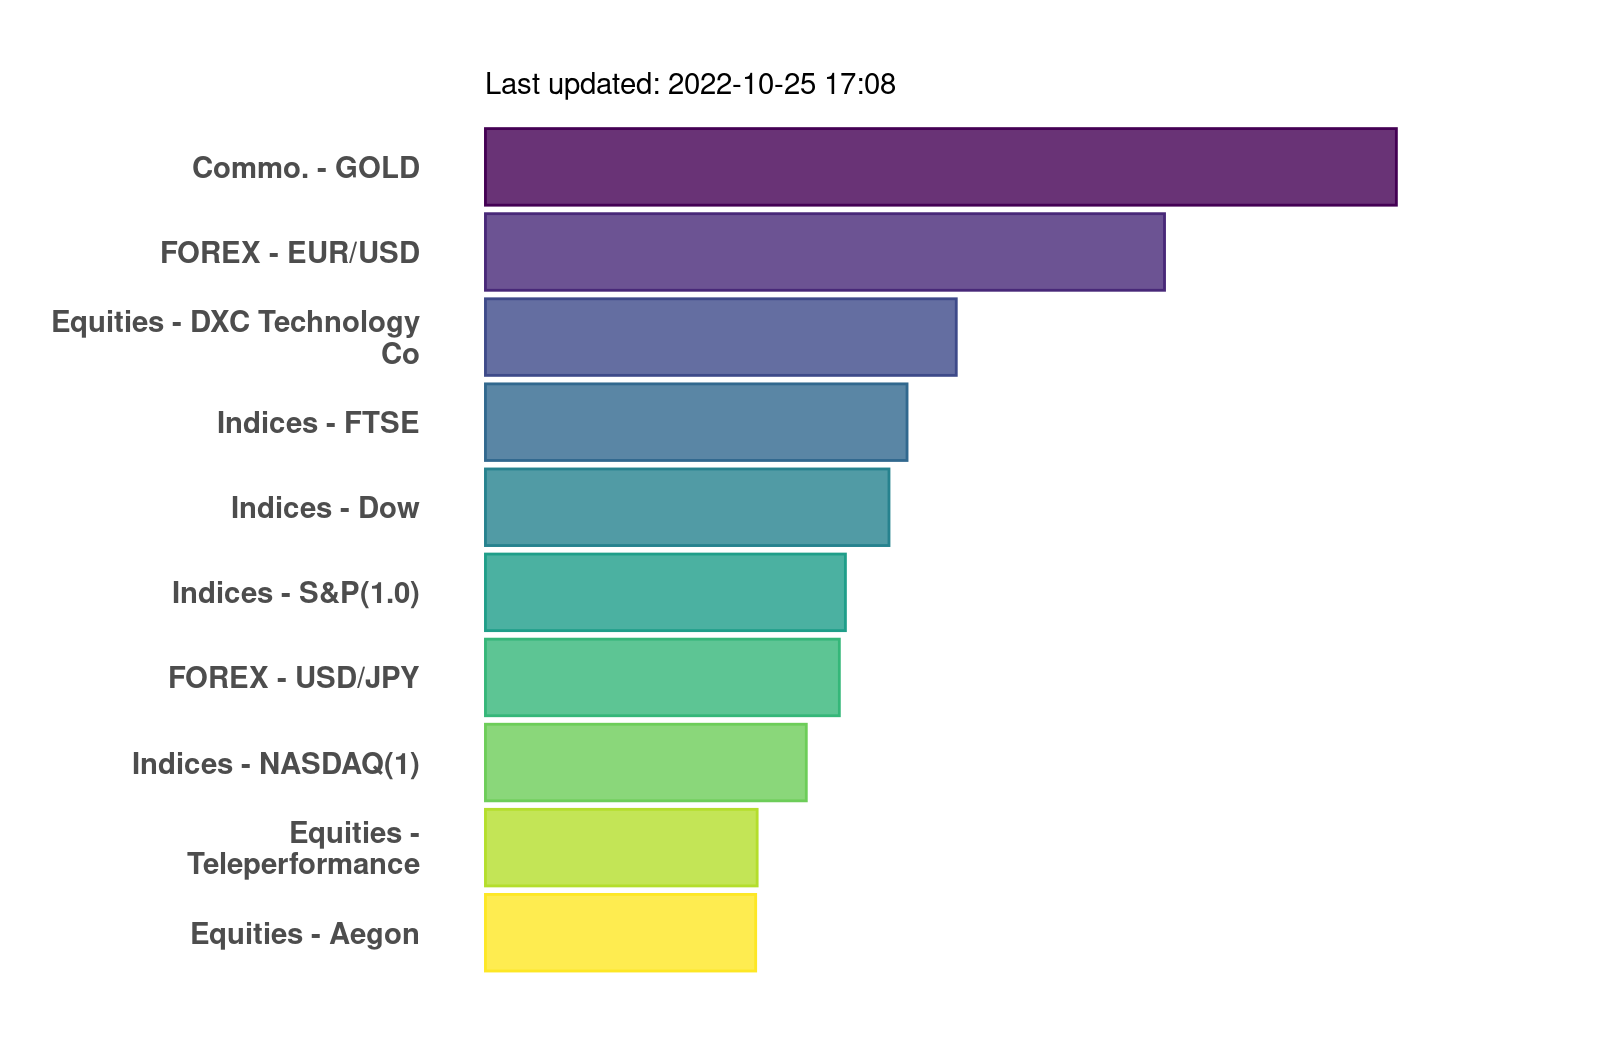 Last updated: 2022-10-25 17:08
Commo. - GOLD
FOREX - EUR/USD
Equities - DXC Technology
Co
Indices - FTSE
Indices - Dow
Indices - S&P(1.0)
FOREX - USD/JPY
Indices - NASDAQ(1)
Equities -
Teleperformance
Equities - Aegon